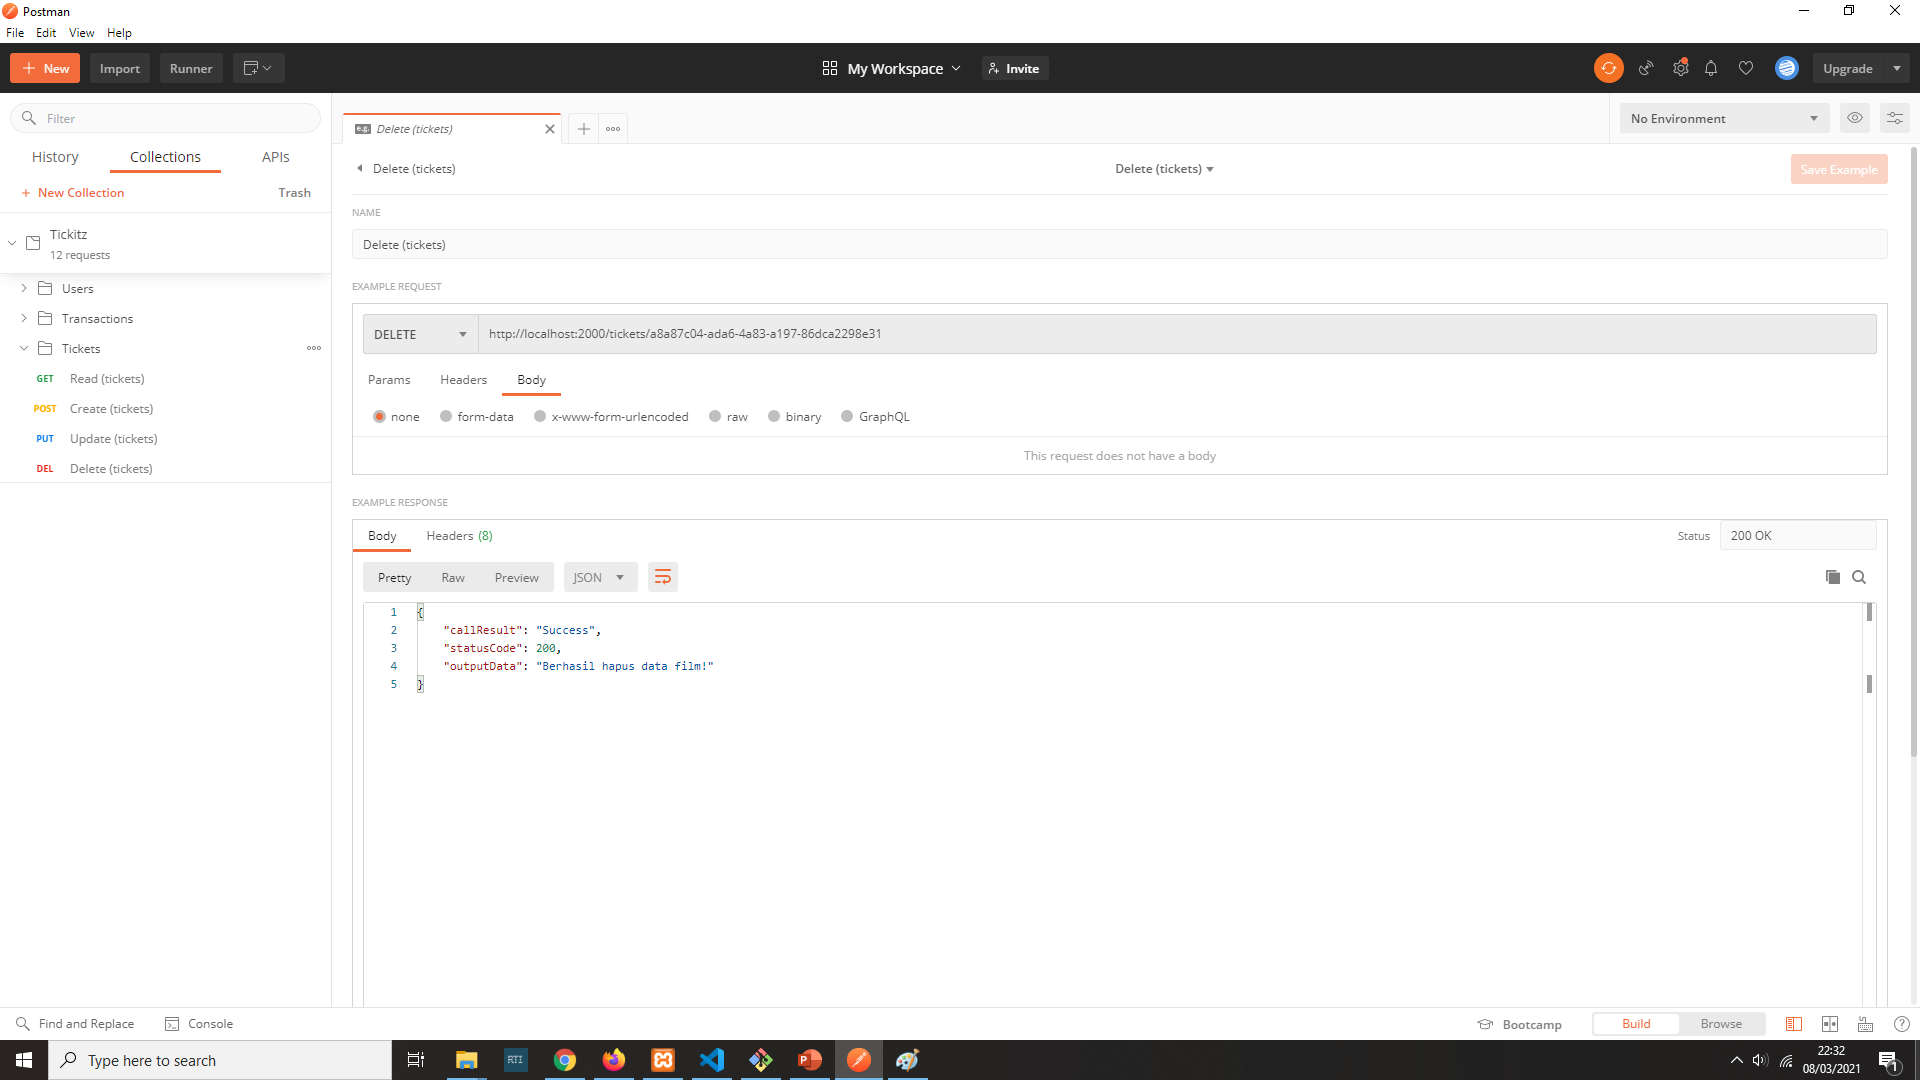 Postman
File Edit View Help
New Import Runner My Workspace Invite Upgrade
Filter
History Collections APIs
New Collection Trash
Tickitz
12 requests
Users
Transactions
Tickets
GET Read (tickets)
POST Create (tickets)
PUT Update (tickets)
DEL Delete (tickets)
e.g. Delete (tickets)
No Environment
Delete (tickets) Delete (tickets) Save Example
NAME
Delete (tickets)
EXAMPLE REQUEST
DELETE http://localhost:2000/tickets/a8a87c04-ada6-4a83-a197-86dca2298e31
Params Headers Body
none form-data x-www-form-urlencoded raw binary GraphQL
This request does not have a body
EXAMPLE RESPONSE
Body Headers (8) Status 200 OK
Pretty Raw Preview JSON
1 {
2 "callResult": "Success",
3 "statusCode": 200,
4 "outputData": "Berhasil hapus data film!"
5 }
Find and Replace Console Bootcamp Build Browse
Type here to search
RTI
22:32
08/03/2021
1